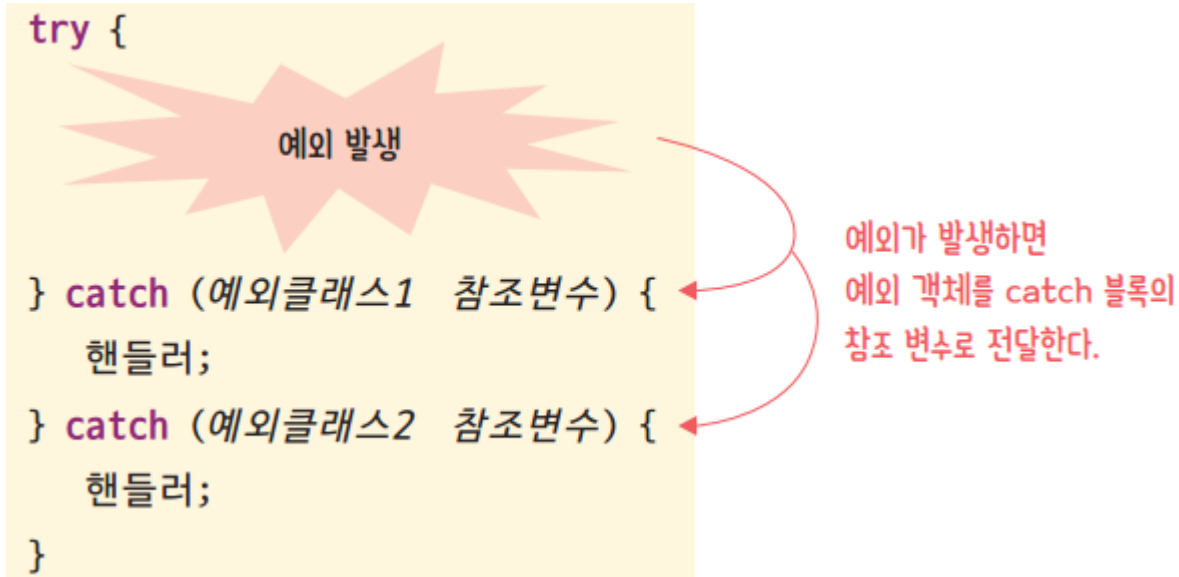 try {
예외 발생
} catch (예외클래스1 참조변수) {
핸들러;
} catch (예외클래스2 참조변수) {
핸들러;
}
예외가 발생하면
예외 객체를 catch 블록의
참조 변수로 전달한다.